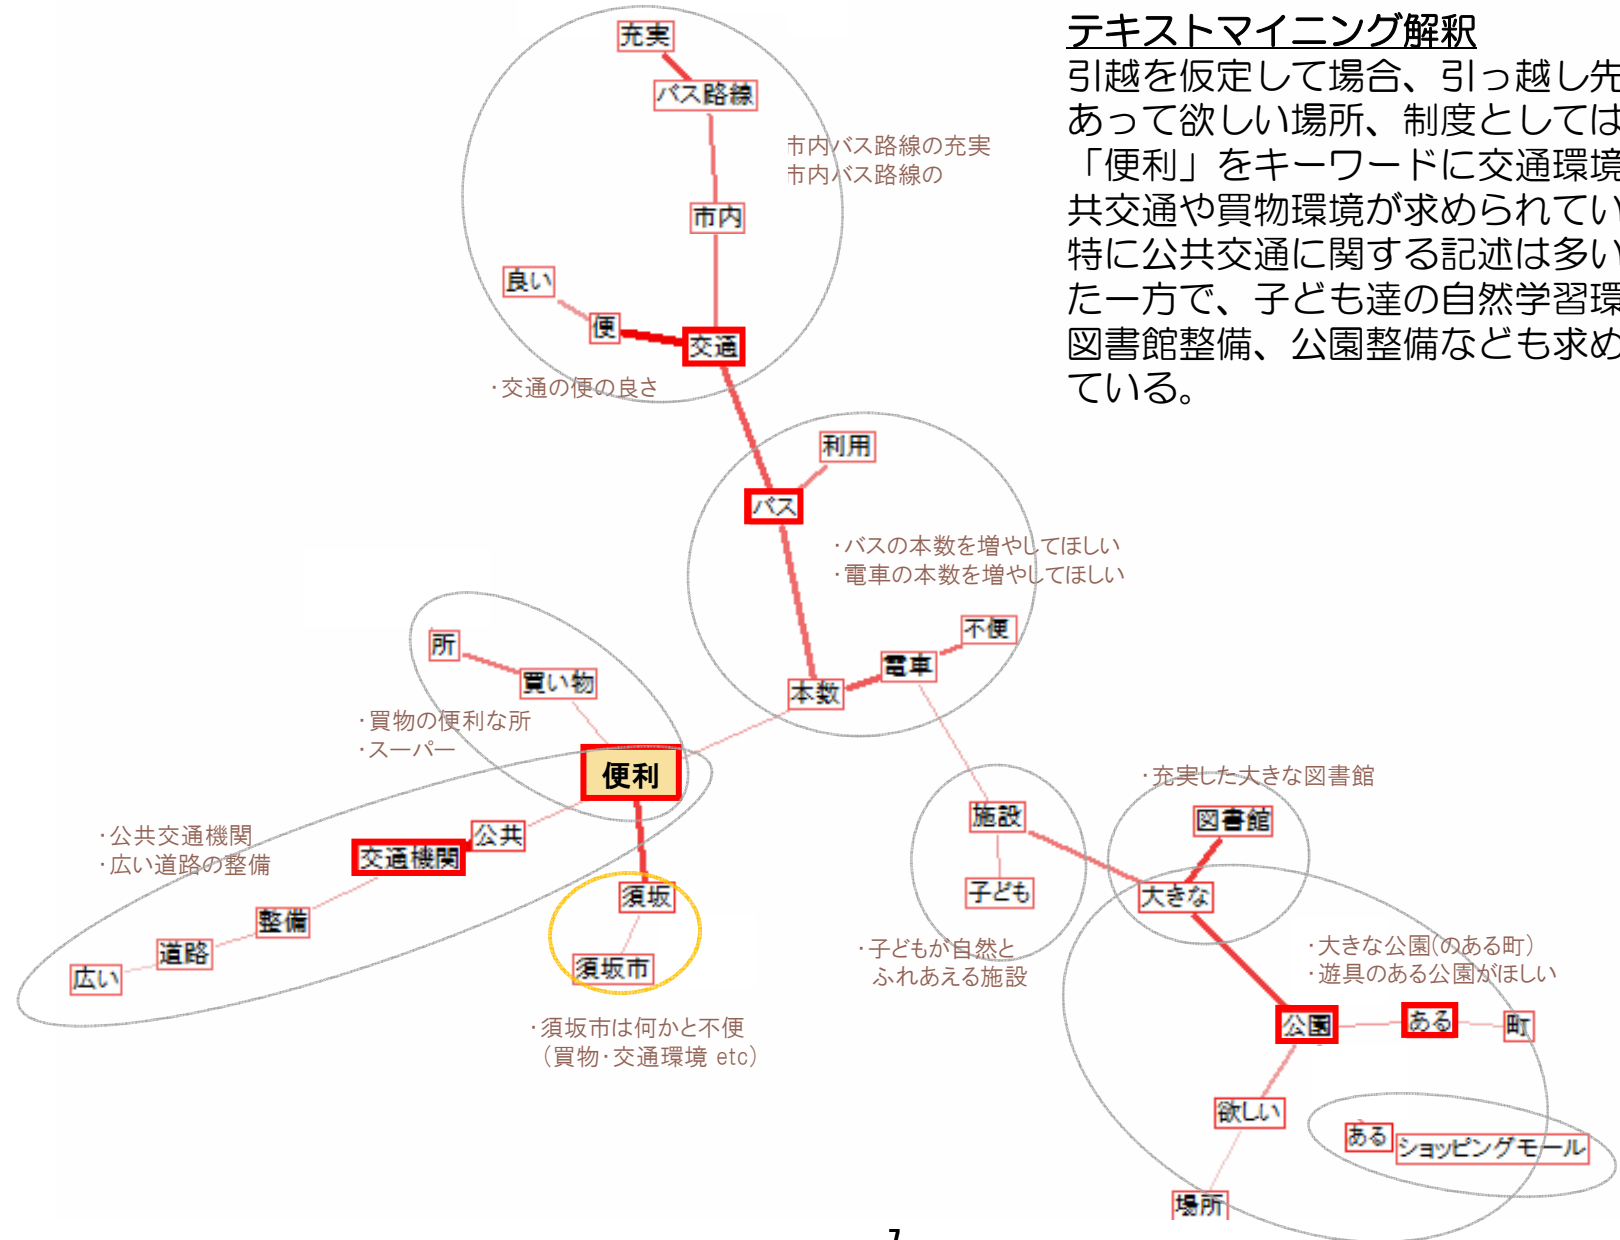 テキストマイニング解釈
引越を仮定して場合、引っ越し先
あって欲しい場所、制度としては
「便利」をキーワードに交通環境
共交通や買物環境が求められてい
特に公共交通に関する記述は多い
た一方で、子ども達の自然学習環
図書館整備、公園整備なども求め
ている。
充実
バス路線
市内バス路線の充実
市内バス路線の
市内
良い
便
交通
・交通の便の良さ
利用
バス
・バスの本数を増やしてほしい
・電車の本数を増やしてほしい
不便
電車
本数
所
買い物
・買物の便利な所
・スーパー
便利
公共
交通機関
・公共交通機関
・広い道路の整備
整備
道路
広い
須坂
須坂市
・須坂市は何かと不便
（買物・交通環境 etc）
施設
子ども
・子どもが自然と
ふれあえる施設
・充実した大きな図書館
図書館
大きな
・大きな公園（のある町）
・遊具のある公園がほしい
公園
ある
町
欲しい
場所
ある
ショッピングモール
7